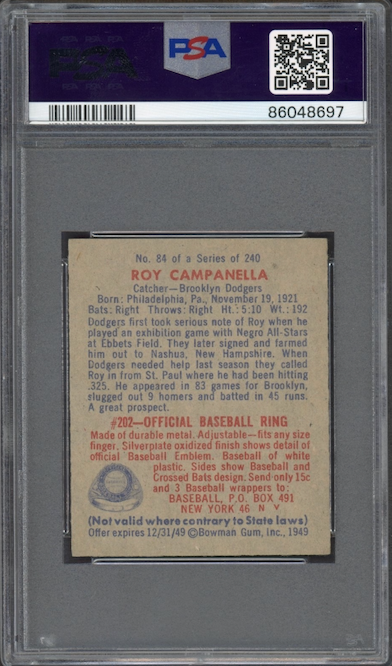 PSA
PSA
86048697
No. 84 of a Series of 240
ROY CAMPANELLA
Catcher—Brooklyn Dodgers
Born: Philadelphia, Pa., November 19, 1921
Bats: Right Throws: Right Ht.: 5:10 Wt.: 192
Dodgers first took serious note of Roy when he
played an exhibition game with Negro All-Stars
at Ebbets Field. They later signed and farmed
him out to Nashua, New Hampshire. When
Dodgers needed help last season they called
Roy in from St. Paul where he had been hitting
.325. He appeared in 83 games for Brooklyn,
slugged out 9 homers and batted in 45 runs.
A great prospect.
#202—OFFICIAL BASEBALL RING
Made of durable metal. Adjustable—fits any size
finger. Silverplate oxidized finish shows detail of
official Baseball Emblem. Baseball of white
plastic. Sides show Baseball and
Crossed Bats design. Send only 15c
and 3 Baseball wrappers to:
BASEBALL, P.O. BOX 491
NEW YORK 46 N Y
(Not valid where contrary to State laws)
Offer expires 12/31/49 ©Bowman Gum, Inc., 1949